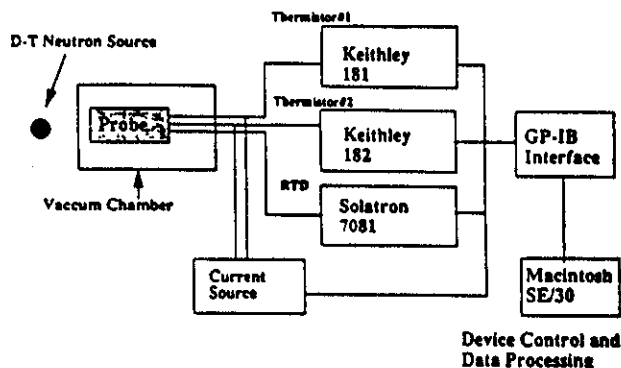 Thermistor#1
D-T Neutron Source
Keithley
181
Thermistor#2
Probe
Keithley
182
GP-IB
Interface
Vaccum Chamber
RTD
Solatron
7081
Current
Source
Macintosh
SE/30
Device Control and
Data Processing